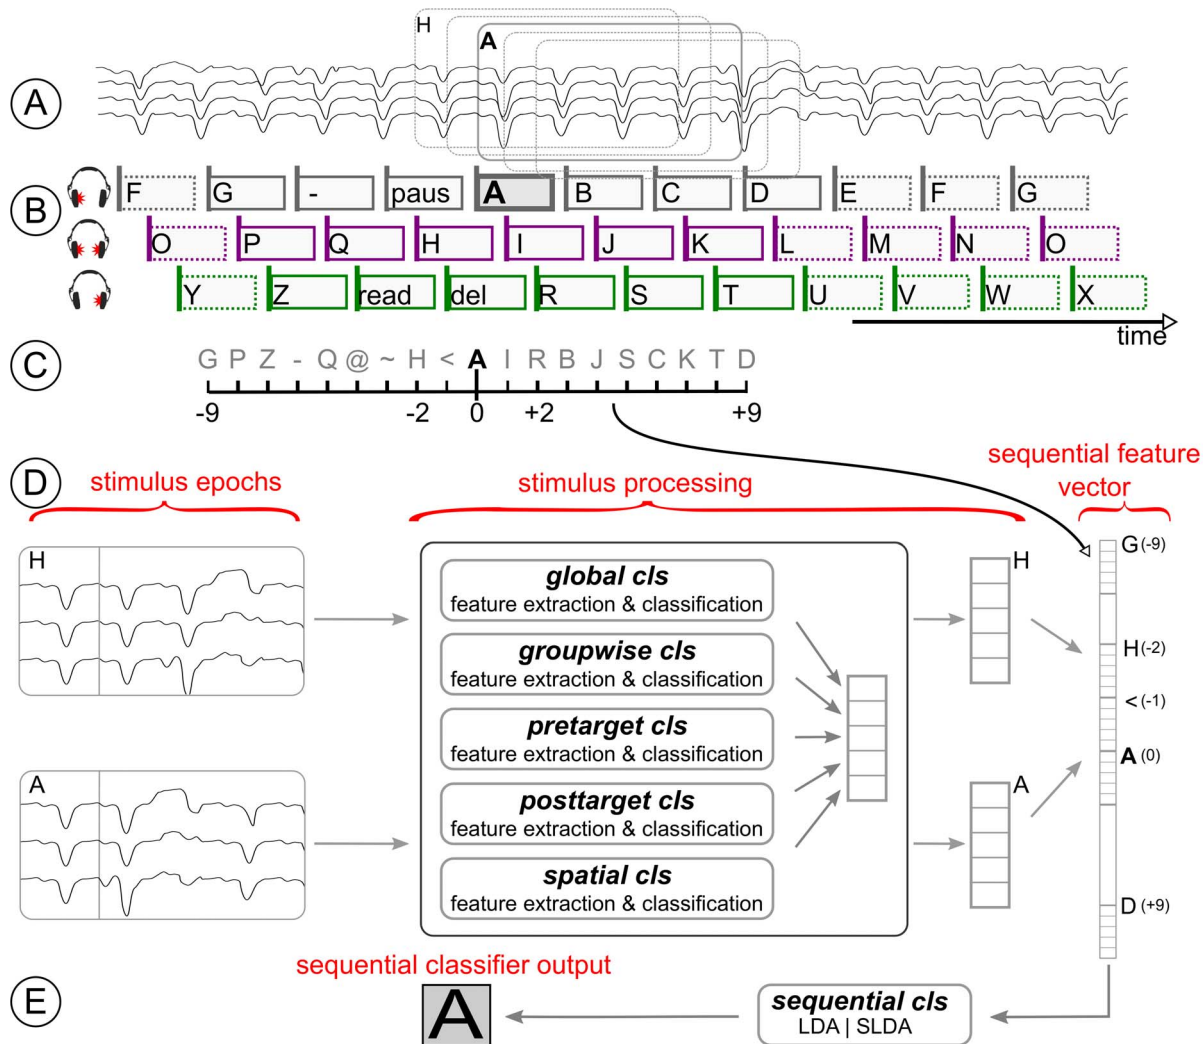 H
A
A
B
F G - paus A B C D E F G
O P Q H I J K L M N O
Y Z read del R S T U V W X
time
C
G P Z - Q @ ~ H < A I R B J S C K T D
-9 -2 0 +2 +9
D
stimulus epochs
stimulus processing
sequential feature
vector
H
global cls
feature extraction & classification
groupwise cls
feature extraction & classification
pretarget cls
feature extraction & classification
posttarget cls
feature extraction & classification
spatial cls
feature extraction & classification
H
A
A
G (-9)
H (-2)
< (-1)
A (0)
D (+9)
E
sequential classifier output
A
sequential cls
LDA | SLDA